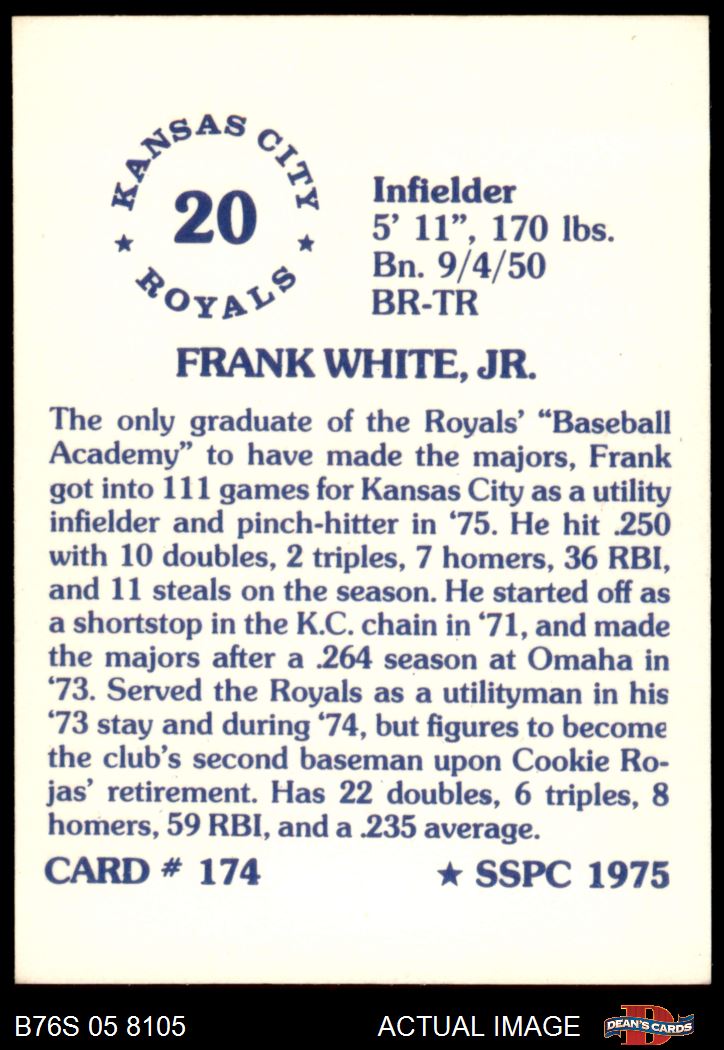 KANSAS CITY
20
ROYALS
Infielder
5' 11”, 170 lbs.
Bn. 9/4/50
BR-TR
FRANK WHITE, JR.
The only graduate of the Royals’ “Baseball
Academy” to have made the majors, Frank
got into 111 games for Kansas City as a utility
infielder and pinch-hitter in ‘75. He hit .250
with 10 doubles, 2 triples, 7 homers, 36 RBI,
and 11 steals on the season. He started off as
a shortstop in the K.C. chain in ‘71, and made
the majors after a .264 season at Omaha in
‘73. Served the Royals as a utilityman in his
‘73 stay and during ‘74, but figures to become
the club’s second baseman upon Cookie Ro-
jas’ retirement. Has 22 doubles, 6 triples, 8
homers, 59 RBI, and a .235 average.
CARD # 174 ★ SSPC 1975
B76S 05 8105 ACTUAL IMAGE D DEAN'S CARDS